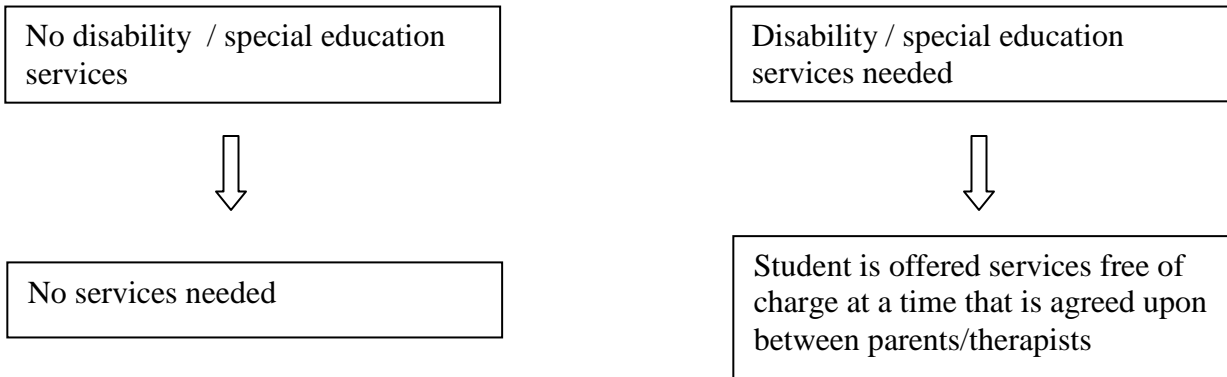 No disability / special education
services
Disability / special education
services needed
No services needed
Student is offered services free of
charge at a time that is agreed upon
between parents/therapists